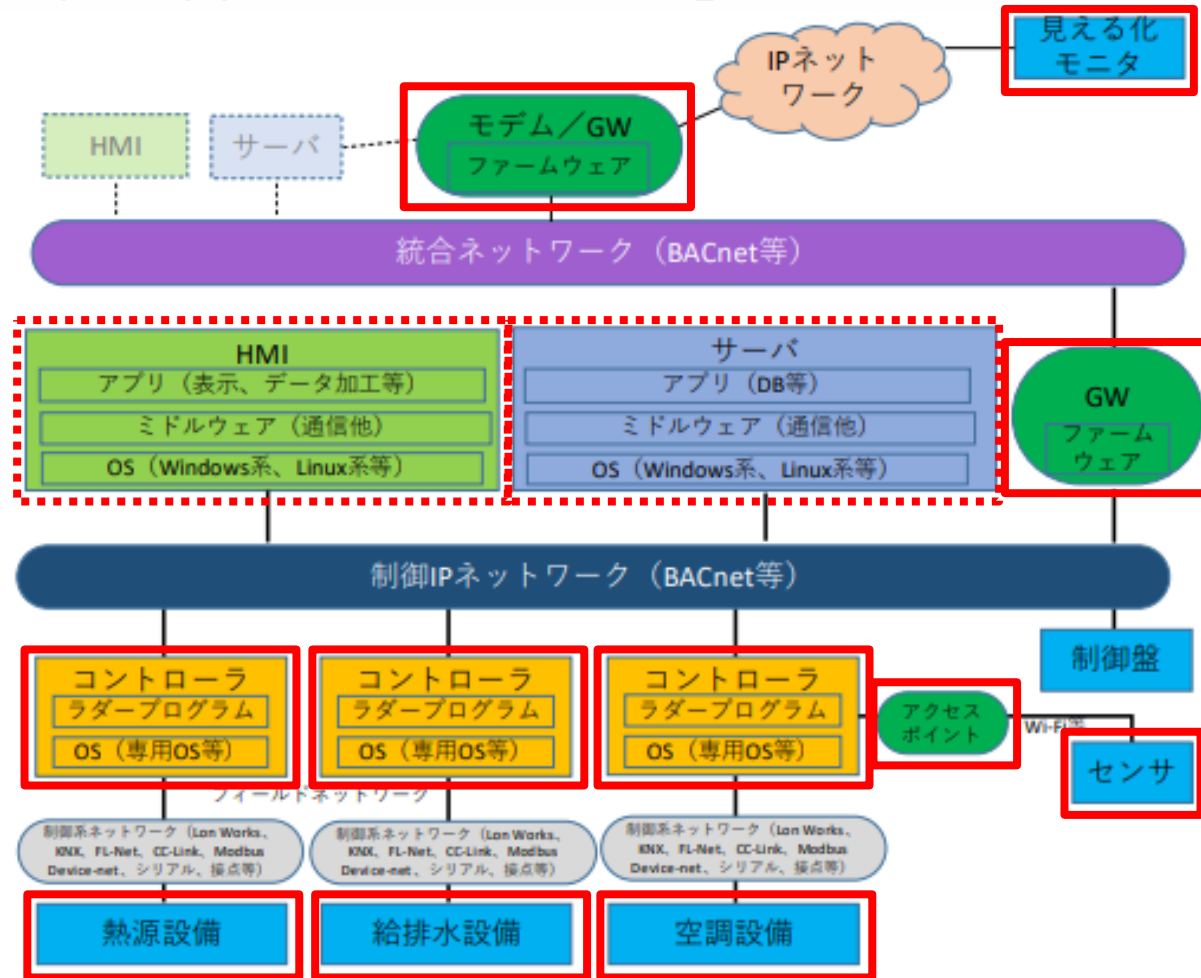 見える化
モニタ
IPネット
ワーク
モデム／GW
ファームウェア
HMI
サーバ
統合ネットワーク（BACnet等）
HMI
アプリ（表示、データ加工等）
ミドルウェア（通信他）
OS（Windows系、Linux系等）
サーバ
アプリ（DB等）
ミドルウェア（通信他）
OS（Windows系、Linux系等）
GW
ファーム
ウェア
制御IPネットワーク（BACnet等）
コントローラ
ラダープログラム
OS（専用OS等）
コントローラ
ラダープログラム
OS（専用OS等）
コントローラ
ラダープログラム
OS（専用OS等）
アクセス
ポイント
Wi-Fi等
制御盤
センサ
フィールドネットワーク
制御系ネットワーク（Lon Works、
KNX、FL-Net、CC-Link、Modbus
Device-net、シリアル、接点等）
制御系ネットワーク（Lon Works、
KNX、FL-Net、CC-Link、Modbus
Device-net、シリアル、接点等）
制御系ネットワーク（Lon Works、
KNX、FL-Net、CC-Link、Modbus
Device-net、シリアル、接点等）
熱源設備
給排水設備
空調設備